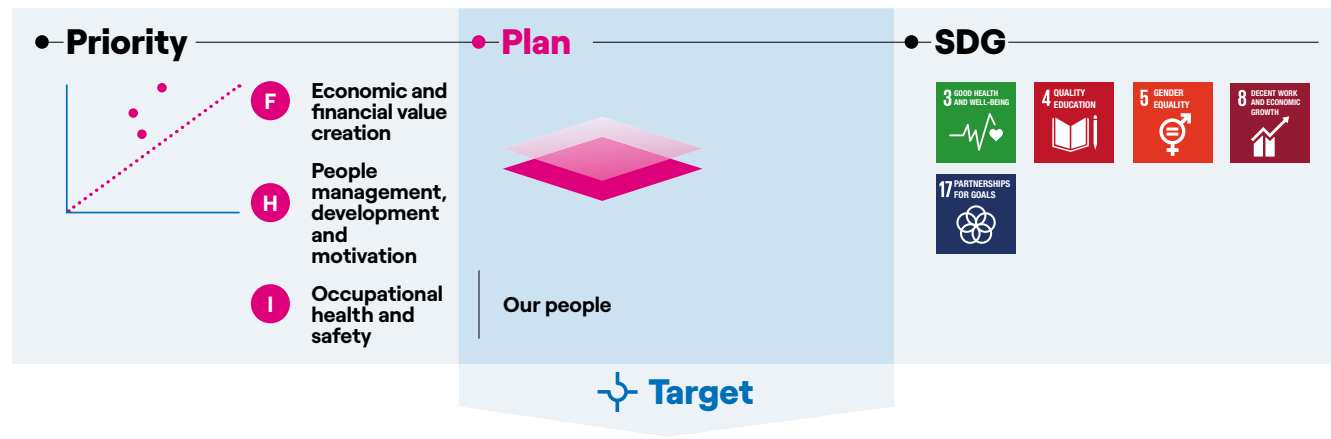 Priority
Plan
SDG
F
Economic and
financial value
creation
H
People
management,
development
and
motivation
I
Occupational
health and
safety
Our people
3 GOOD HEALTH
AND WELL-BEING
4 QUALITY
EDUCATION
5 GENDER
EQUALITY
8 DECENT WORK
AND ECONOMIC
GROWTH
17 PARTNERSHIPS
FOR GOALS
Target